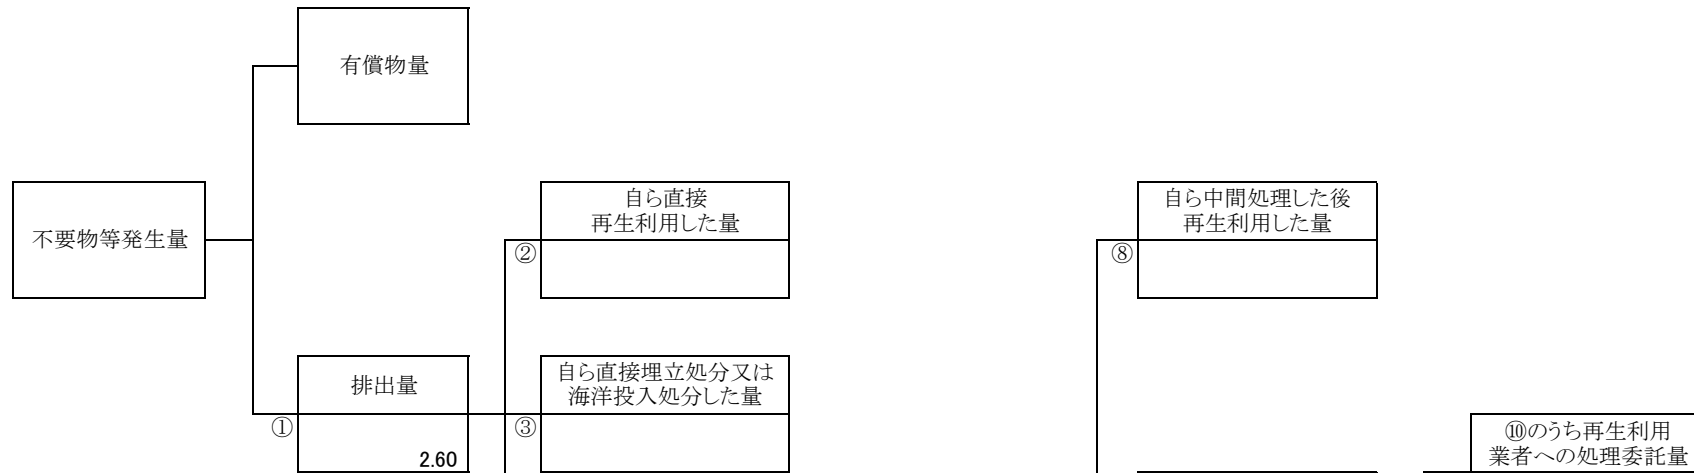 有償物量
不要物等発生量
自ら直接
再生利用した量
②
自ら中間処理した後
再生利用した量
⑧
排出量
①
2.60
自ら直接埋立処分又は
海洋投入処分した量
③
⑩のうち再生利用
業者への処理委託量